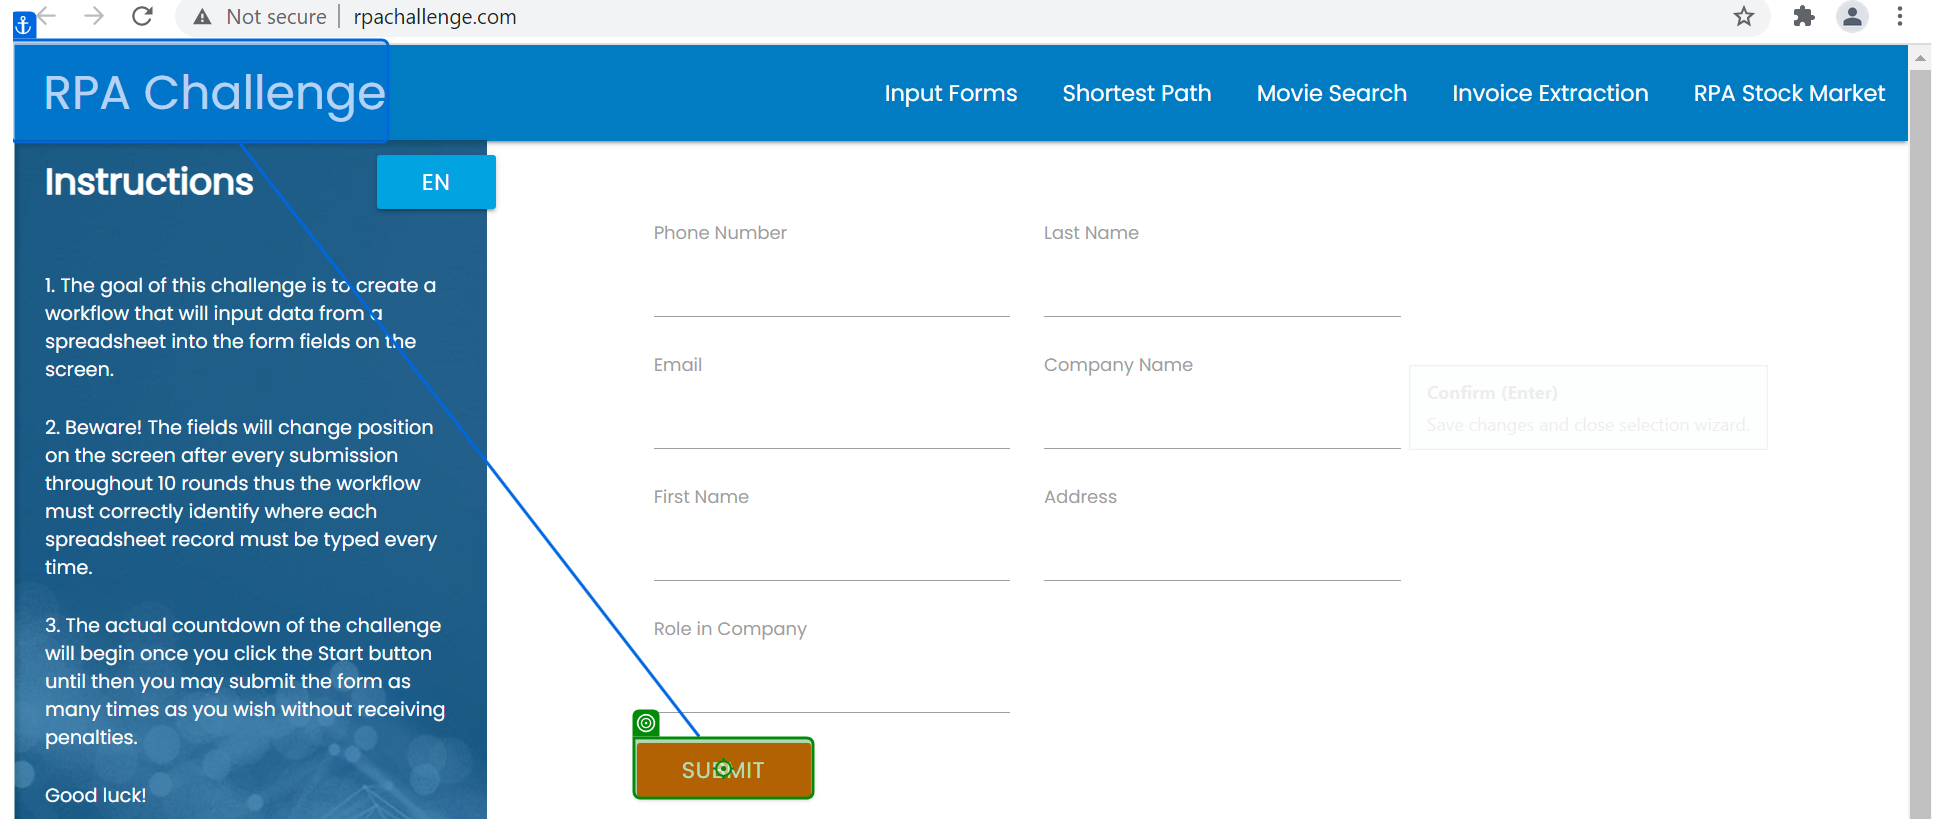 Not secure | rpachallenge.com
RPA Challenge
Input Forms
Shortest Path
Movie Search
Invoice Extraction
RPA Stock Market
Instructions
EN
1. The goal of this challenge is to create a
workflow that will input data from a
spreadsheet into the form fields on the
screen.
2. Beware! The fields will change position
on the screen after every submission
throughout 10 rounds thus the workflow
must correctly identify where each
spreadsheet record must be typed every
time.
3. The actual countdown of the challenge
will begin once you click the Start button
until then you may submit the form as
many times as you wish without receiving
penalties.
Good luck!
Phone Number
Last Name
Email
Company Name
First Name
Address
Role in Company
SUBMIT
Confirm (Enter)
Save changes and close selection wizard.